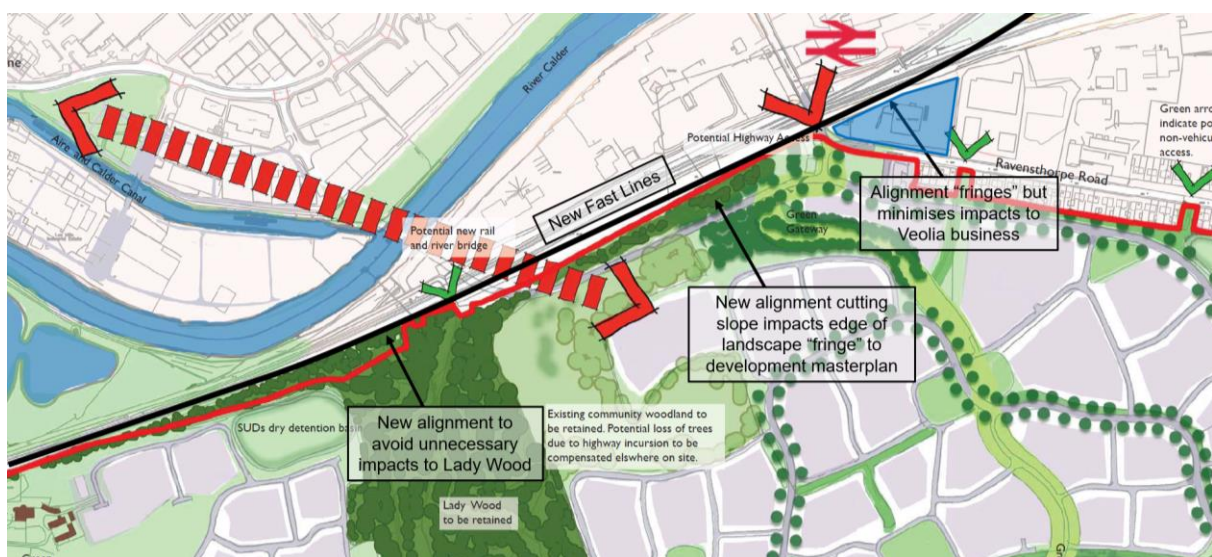 Aire and Calder Canal
River Calder
Potential new rail
and river bridge
New Fast Lines
Potential Highway Access
Green arro
indicate po
non-vehicu
access.
Ravensthorpe Road
Alignment “fringes” but
minimises impacts to
Veolia business
Green
Gateway
New alignment cutting
slope impacts edge of
landscape “fringe” to
development masterplan
SUDs dry detention basin
New alignment to
avoid unnecessary
impacts to Lady Wood
Existing community woodland to
be retained. Potential loss of trees
due to highway incursion to be
compensated elswhere on site.
Lady Wood
to be retained